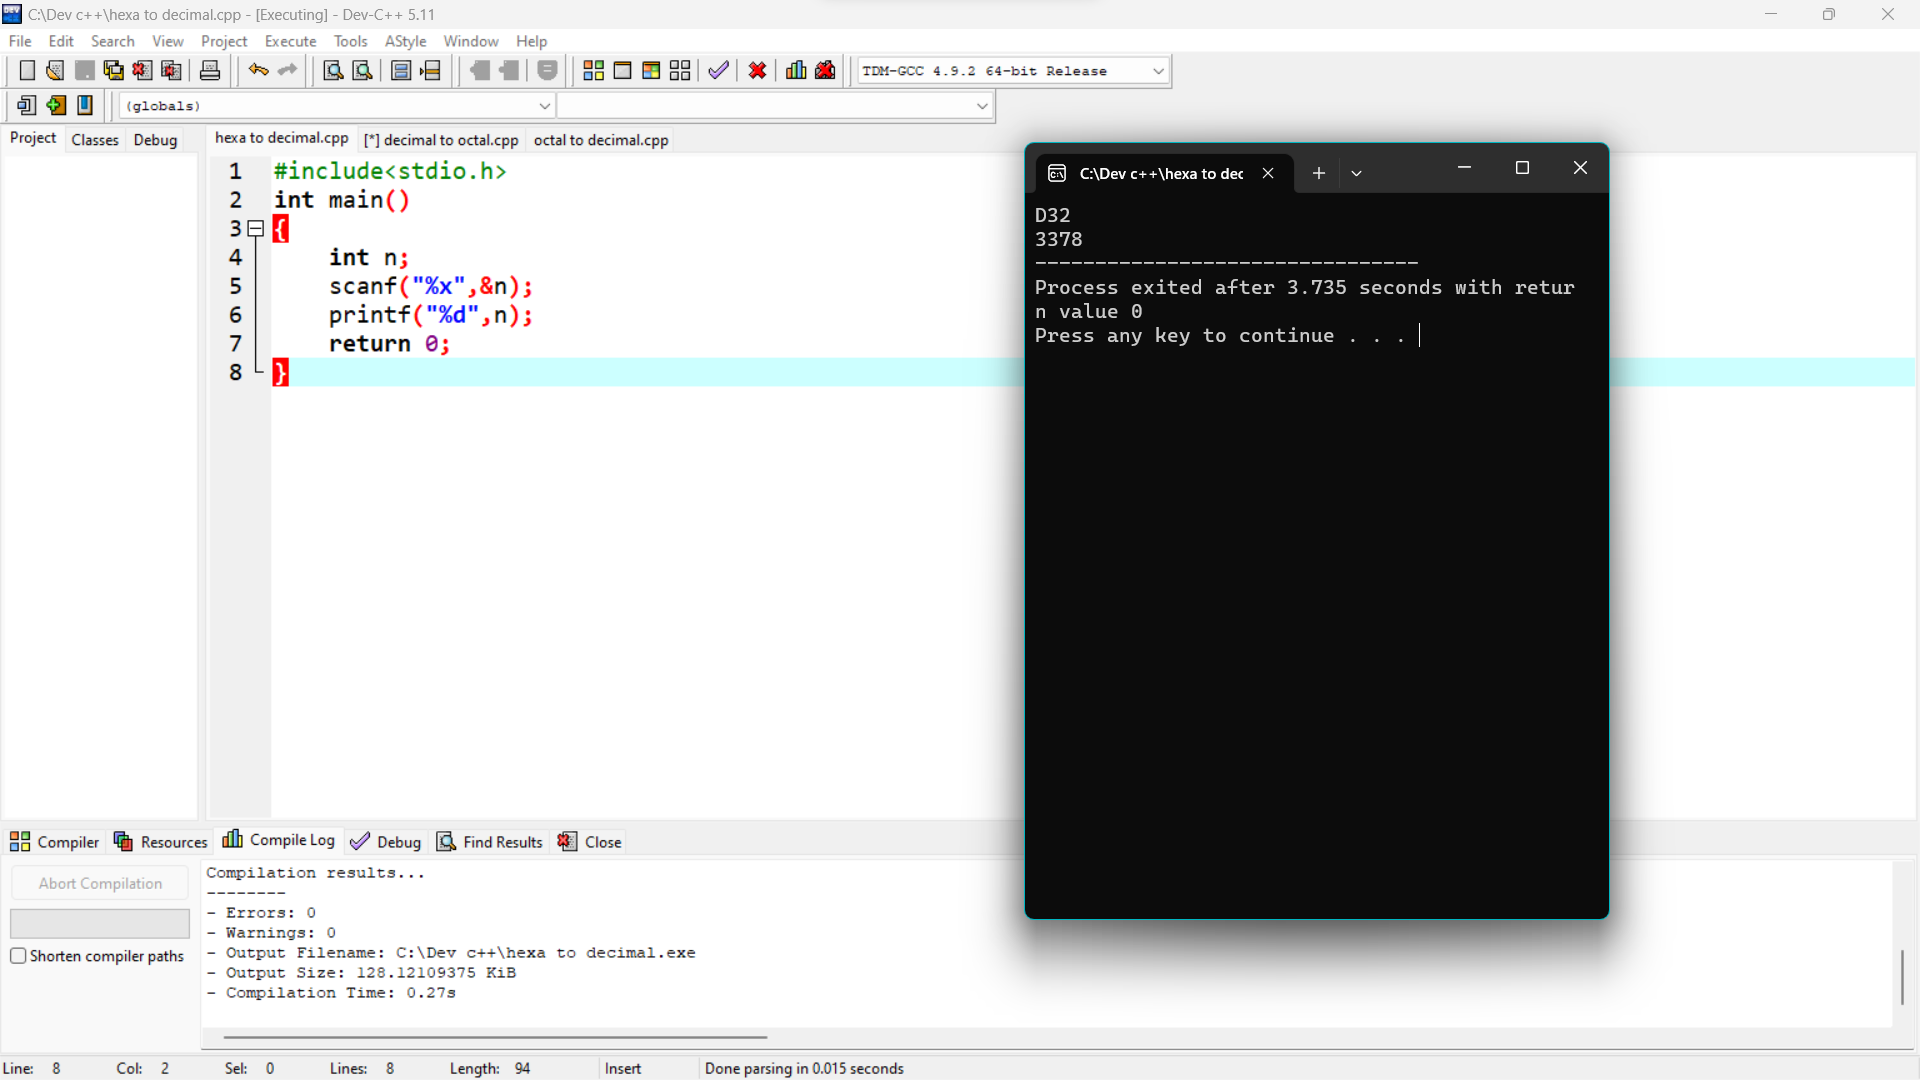 C:\Dev c++\hexa to decimal.cpp - [Executing] - Dev-C++ 5.11
File Edit Search View Project Execute Tools AStyle Window Help
TDM-GCC 4.9.2 64-bit Release
(globals)
Project Classes Debug
hexa to decimal.cpp [*] decimal to octal.cpp octal to decimal.cpp
1 #include<stdio.h>
2 int main()
3 {
4 int n;
5 scanf("%x",&n);
6 printf("%d",n);
7 return 0;
8 }
C:\Dev c++\hexa to dec
D32
3378
--------------------------------
Process exited after 3.735 seconds with retur
n value 0
Press any key to continue . . .
Compiler Resources Compile Log Debug Find Results Close
Abort Compilation
Shorten compiler paths
Compilation results...
--------
- Errors: 0
- Warnings: 0
- Output Filename: C:\Dev c++\hexa to decimal.exe
- Output Size: 128.12109375 KiB
- Compilation Time: 0.27s
Line: 8 Col: 2 Sel: 0 Lines: 8 Length: 94 Insert Done parsing in 0.015 seconds